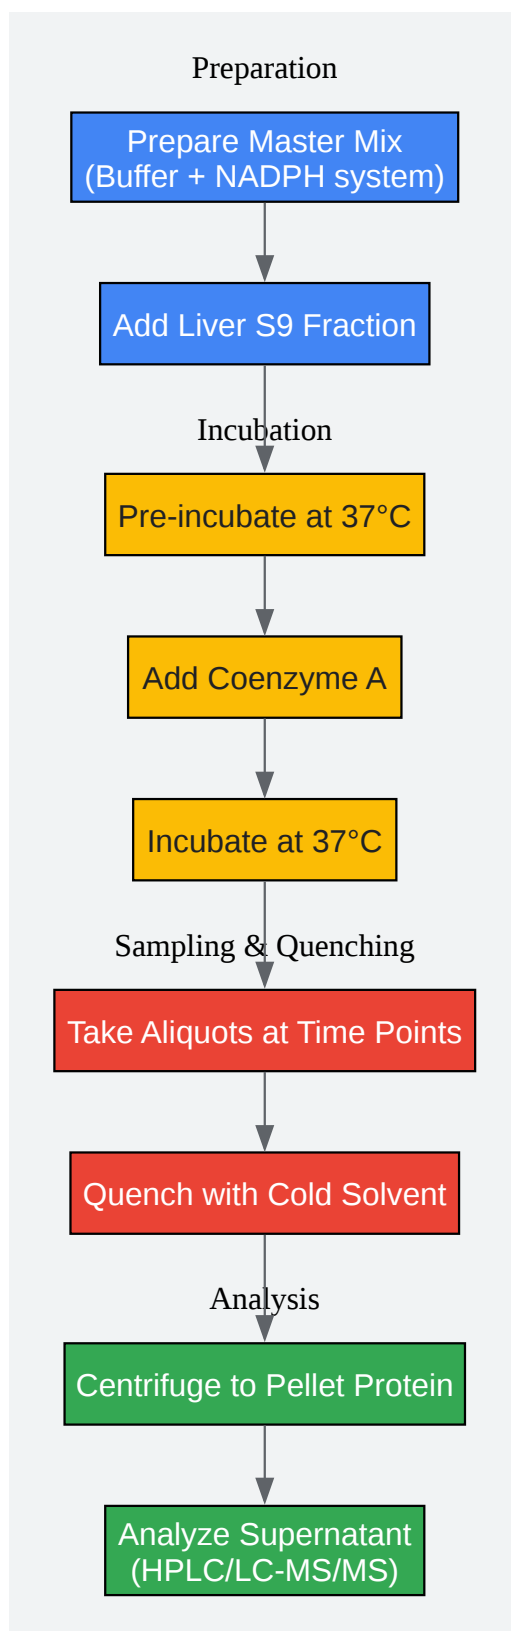 Preparation
Prepare Master Mix
(Buffer + NADPH system)
Add Liver S9 Fraction
Incubation
Pre-incubate at 37°C
Add Coenzyme A
Incubate at 37°C
Sampling & Quenching
Take Aliquots at Time Points
Quench with Cold Solvent
Analysis
Centrifuge to Pellet Protein
Analyze Supernatant
(HPLC/LC-MS/MS)